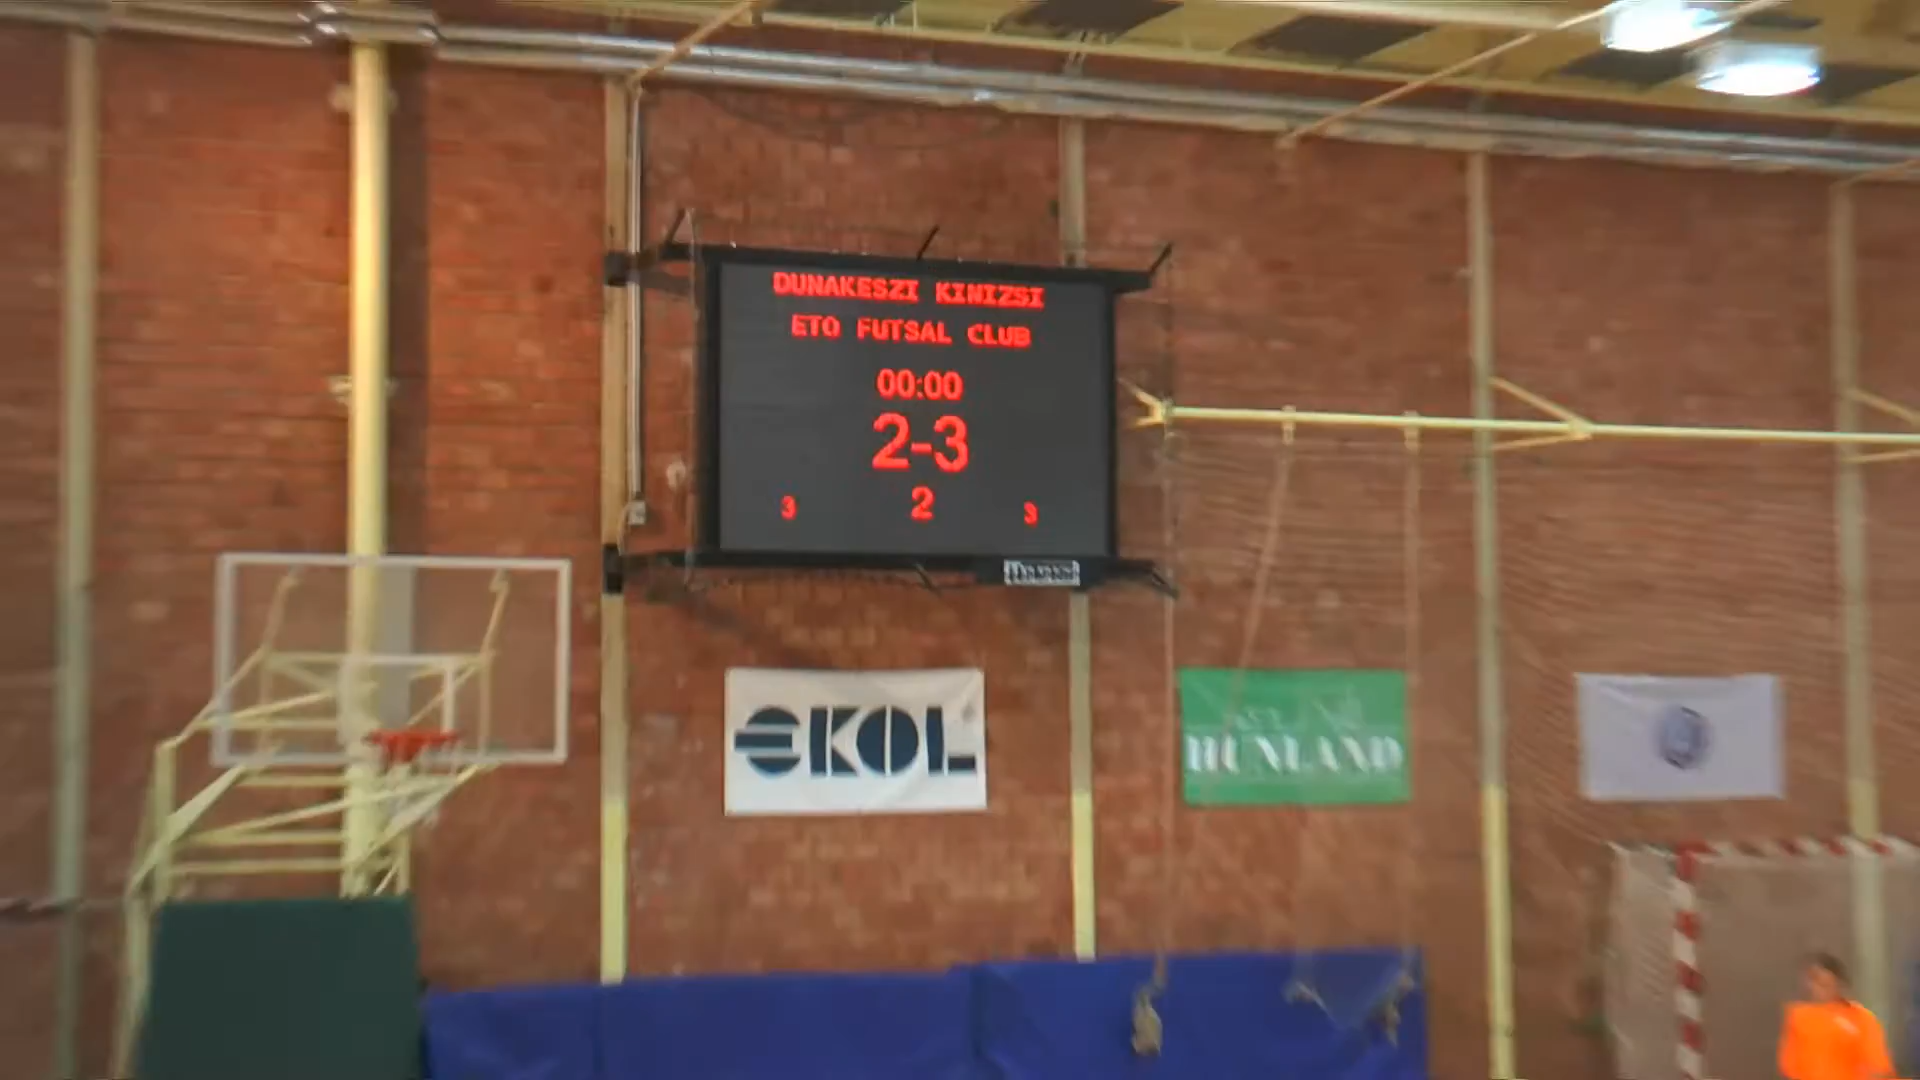 DUNAKESZI KINIZSI
ETO FUTSAL CLUB
00:00
2-3
3 2 3
EKOL
HUNLAND